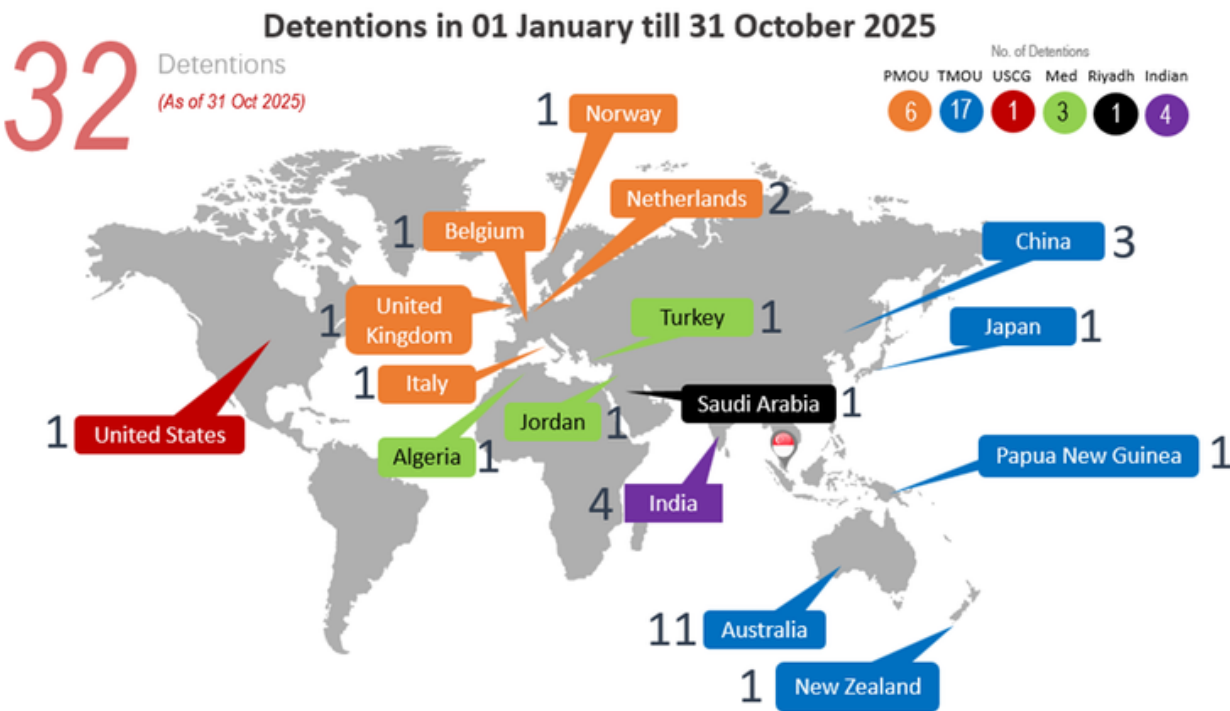 Detentions in 01 January till 31 October 2025
32
Detentions
(As of 31 Oct 2025)
No. of Detentions
PMOU TMOU USCG Med Riyadh Indian
6 17 1 3 1 4
1 Norway
Netherlands 2
1 Belgium
China 3
1 United
Kingdom
Turkey 1
Japan 1
1 Italy
Saudi Arabia 1
Jordan 1
1 United States
Algeria 1
Papua New Guinea 1
4 India
11 Australia
1 New Zealand